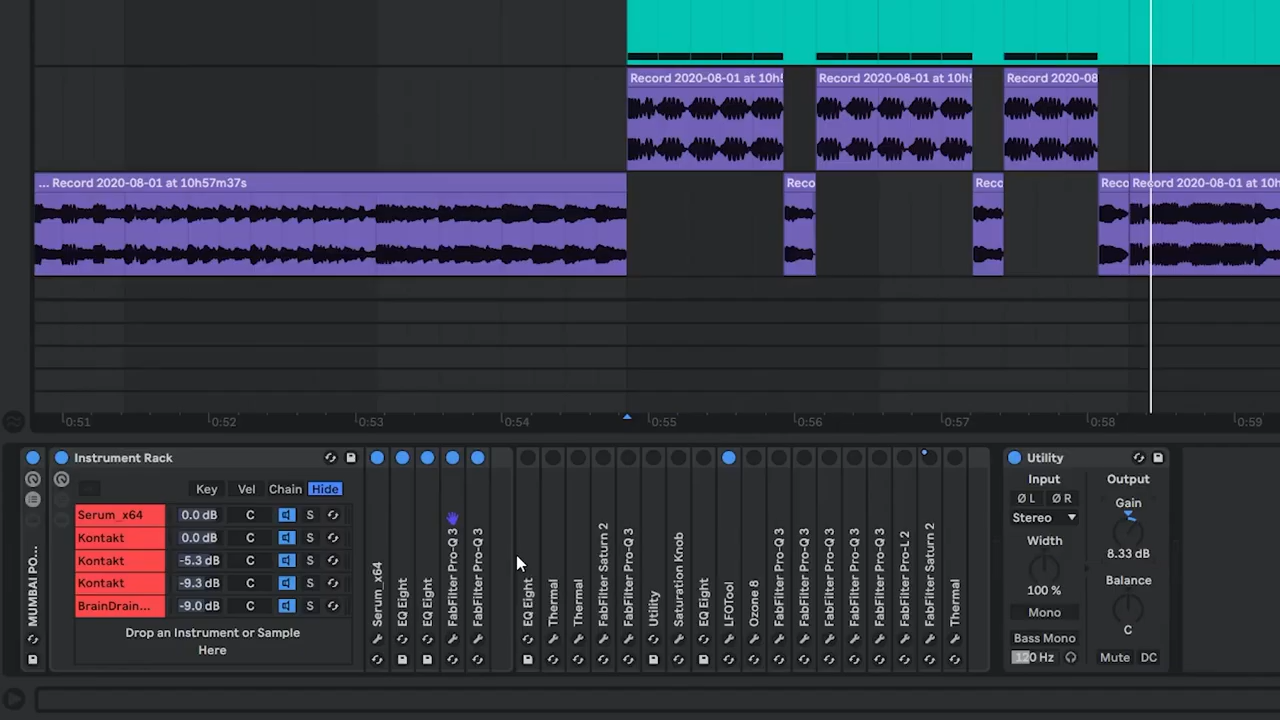 Record 2020-08-01 at 10h5
Record 2020-08-01 at 10h5
Record 2020-08
... Record 2020-08-01 at 10h57m37s
Reco
Reco
Reco
Record 2020-08-01 at 10h
0:51
0:52
0:53
0:54
0:55
0:56
0:57
0:58
0:59
MUMBAI PO...
Instrument Rack
Key
Vel
Chain
Hide
Serum_x64 0.0 dB C S
Kontakt 0.0 dB C S
Kontakt -5.3 dB C S
Kontakt -9.3 dB C S
BrainDrain... -9.0 dB C S
Drop an Instrument or Sample
Here
Serum_x64
EQ Eight
EQ Eight
FabFilter Pro-Q 3
FabFilter Pro-Q 3
EQ Eight
Thermal
Thermal
FabFilter Saturn 2
FabFilter Pro-Q 3
Utility
Saturation Knob
EQ Eight
LFOTool
Ozone 8
FabFilter Pro-Q 3
FabFilter Pro-Q 3
FabFilter Pro-Q 3
FabFilter Pro-Q 3
FabFilter Pro-Q 3
FabFilter Pro-L 2
FabFilter Saturn 2
Thermal
Utility
Input
Output
Ø L
Ø R
Gain
Stereo
Width
8.33 dB
Balance
100 %
Mono
C
Bass Mono
120 Hz
Mute
DC